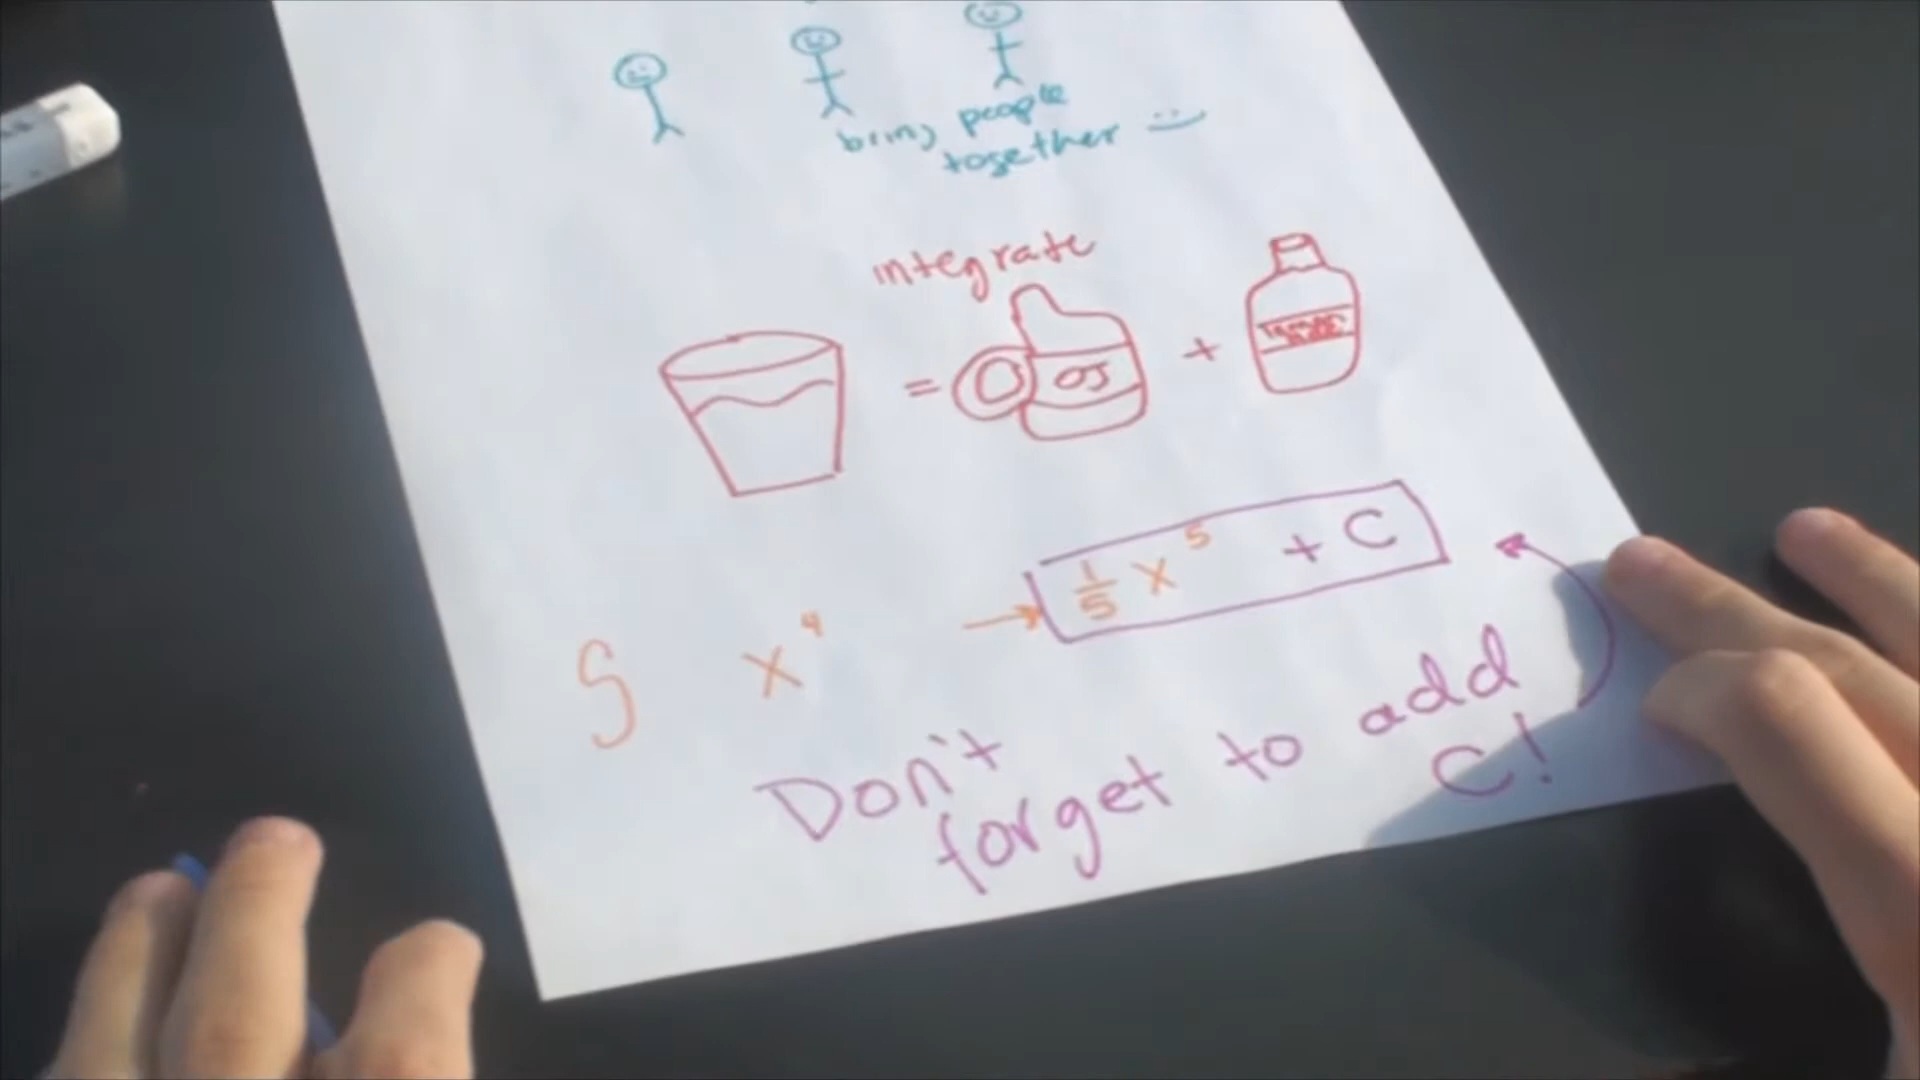 bring people
together :)
integrate
= OJ +
∫ x⁴ → 1/5 x⁵ + C
Don't
forget to add
C!